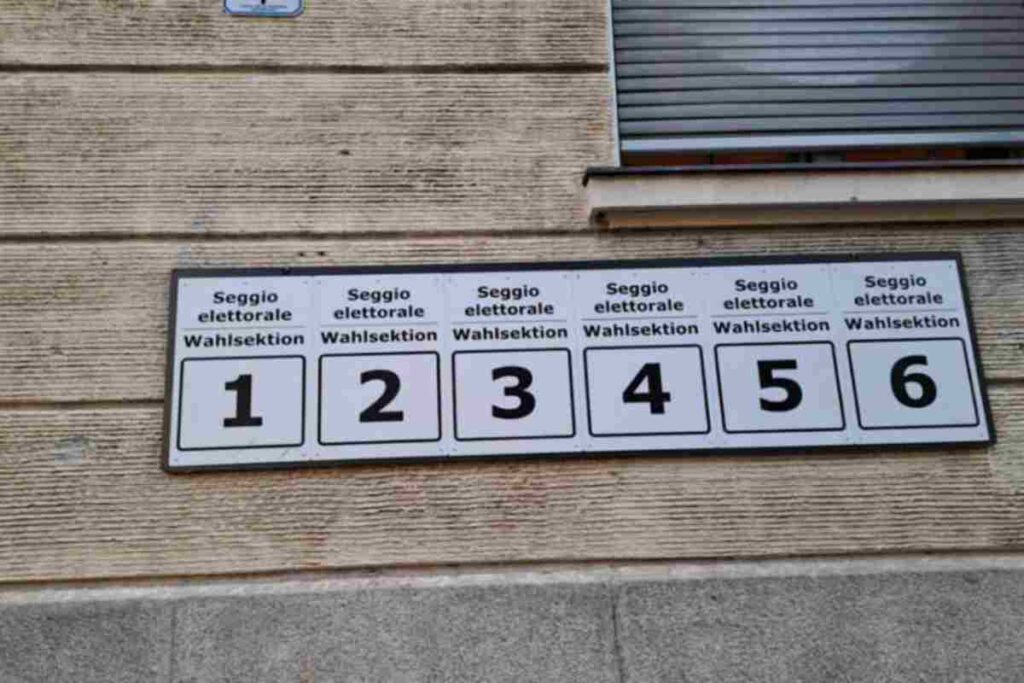 Seggio
elettorale
Wahlsektion
1
Seggio
elettorale
Wahlsektion
2
Seggio
elettorale
Wahlsektion
3
Seggio
elettorale
Wahlsektion
4
Seggio
elettorale
Wahlsektion
5
Seggio
elettorale
Wahlsektion
6